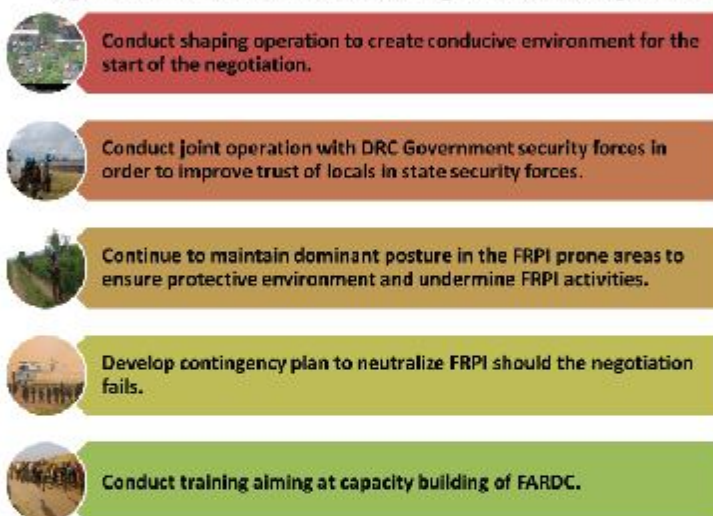 Conduct shaping operation to create conducive environment for the
start of the negotiation.
Conduct joint operation with DRC Government security forces in
order to improve trust of locals in state security forces.
Continue to maintain dominant posture in the FRPI prone areas to
ensure protective environment and undermine FRPI activities.
Develop contingency plan to neutralize FRPI should the negotiation
fails.
Conduct training aiming at capacity building of FARDC.